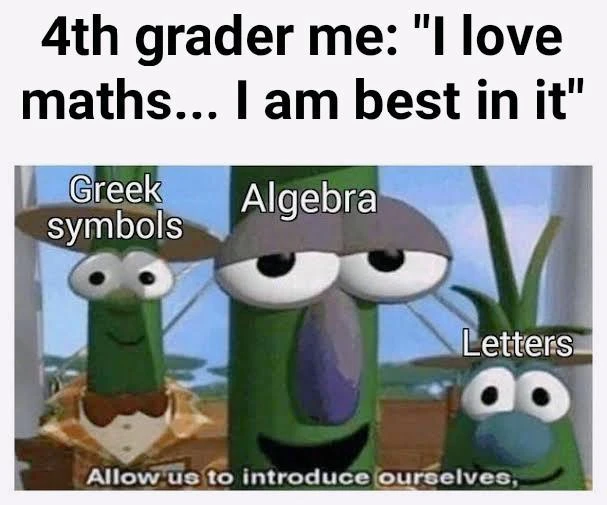 4th grader me: "I love
maths... I am best in it"
Greek
symbols
Algebra
Letters
Allow us to introduce ourselves,